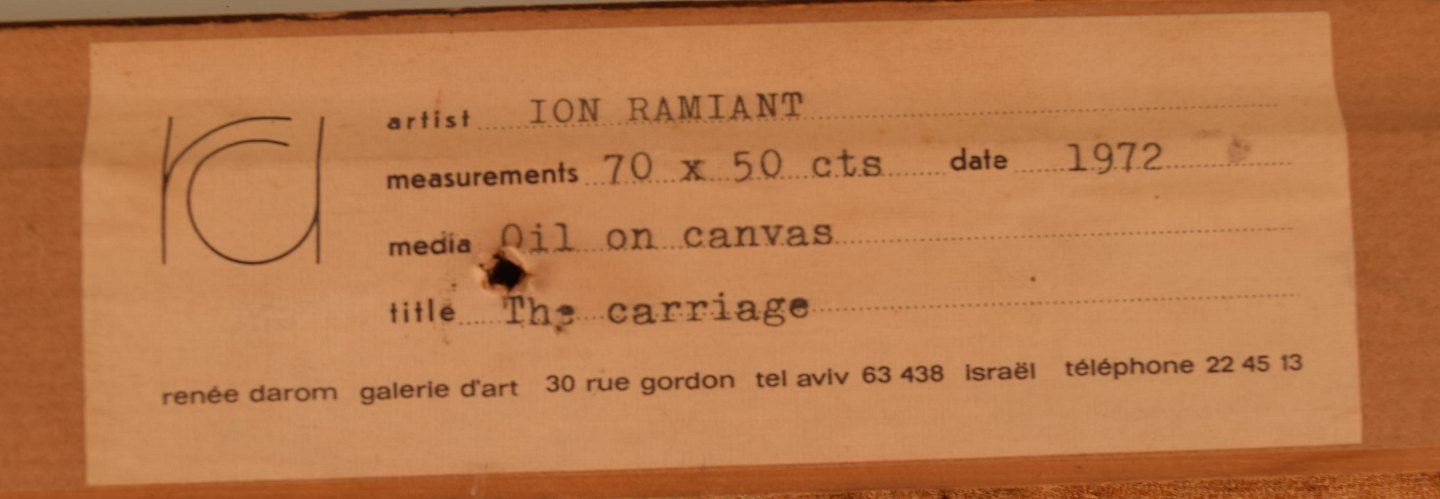 rd
artist ION RAMIANT
measurements 70 x 50 cts date 1972
media Oil on canvas
title The carriage
renée darom galerie d'art 30 rue gordon tel aviv 63 438 israël téléphone 22 45 13